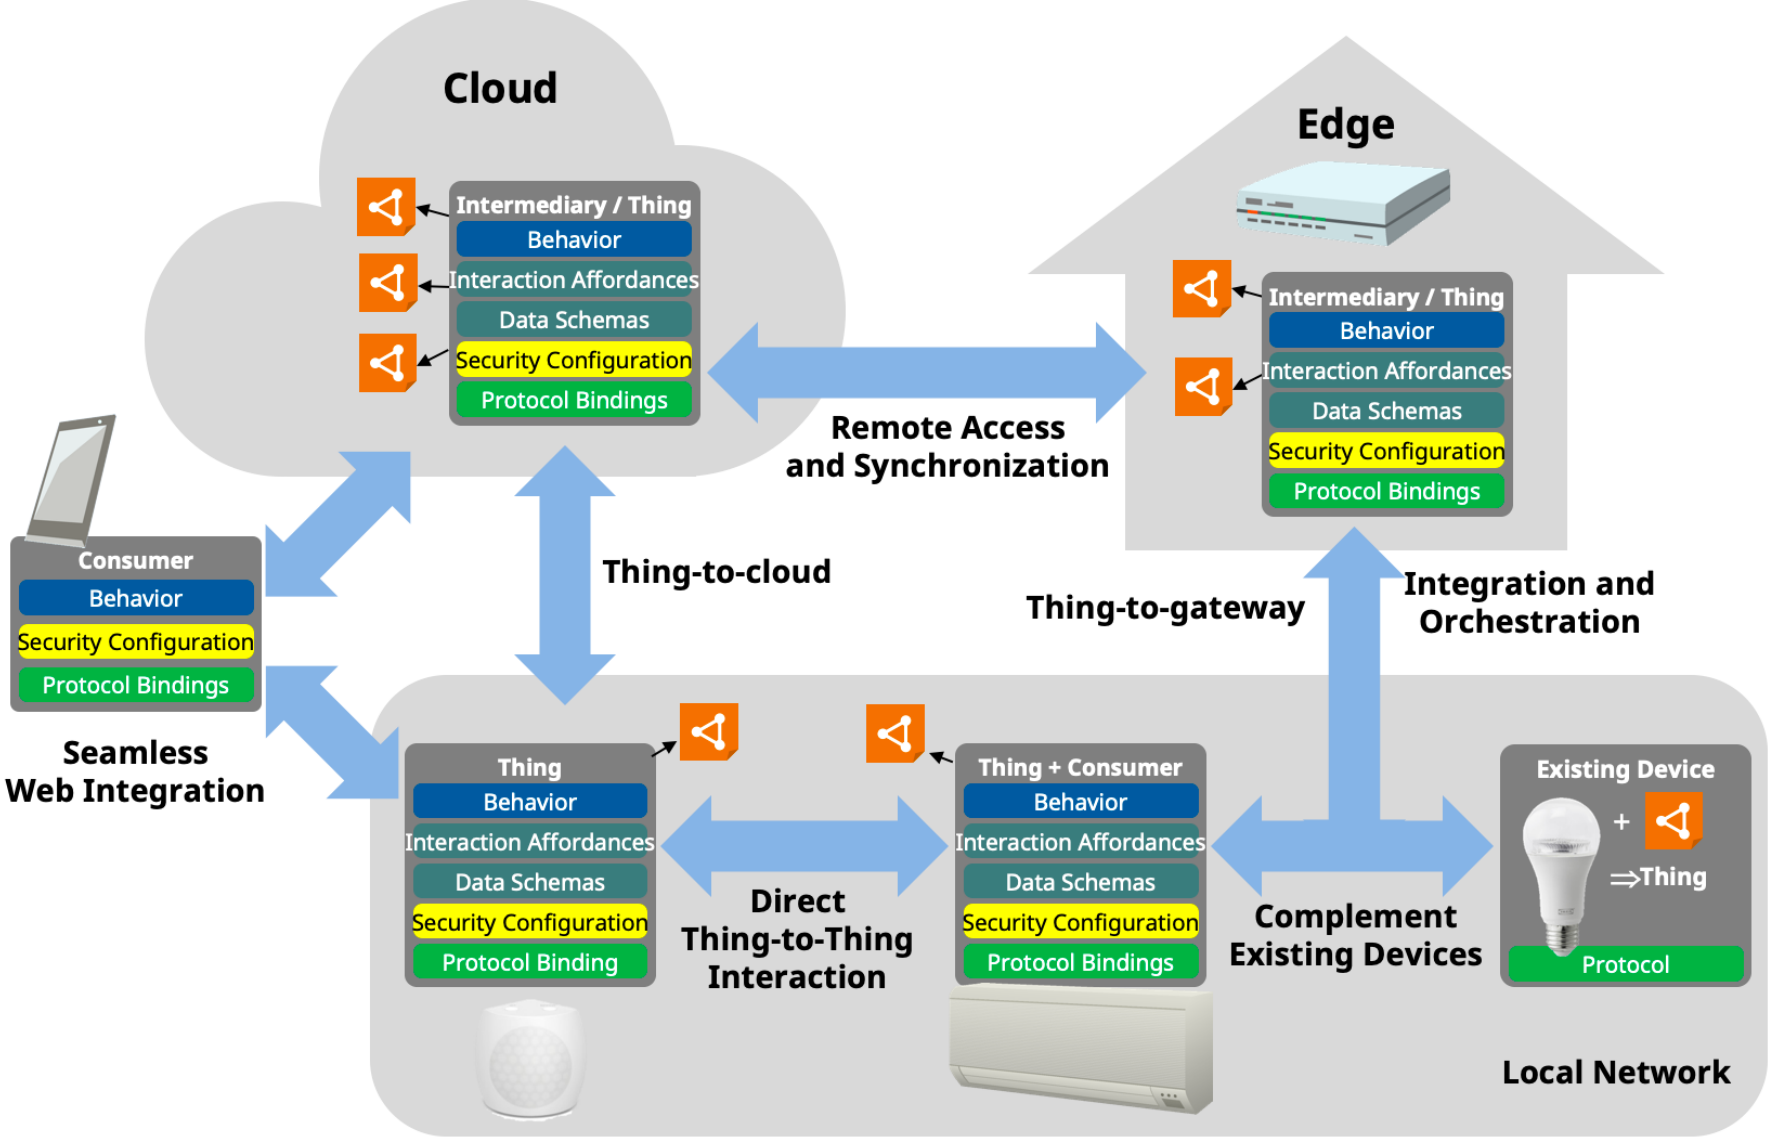 Cloud
Intermediary / Thing
Behavior
Interaction Affordances
Data Schemas
Security Configuration
Protocol Bindings
Edge
Intermediary / Thing
Behavior
Interaction Affordances
Data Schemas
Security Configuration
Protocol Bindings
Remote Access
and Synchronization
Consumer
Behavior
Security Configuration
Protocol Bindings
Seamless
Web Integration
Thing-to-cloud
Thing-to-gateway
Integration and
Orchestration
Thing
Behavior
Interaction Affordances
Data Schemas
Security Configuration
Protocol Binding
Direct
Thing-to-Thing
Interaction
Thing + Consumer
Behavior
Interaction Affordances
Data Schemas
Security Configuration
Protocol Bindings
Complement
Existing Devices
Existing Device
+
⇒Thing
Protocol
Local Network